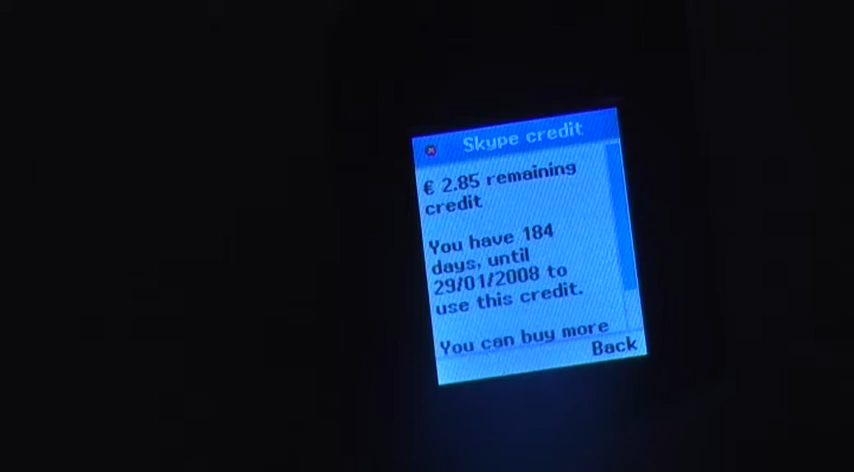 Skype credit
€ 2.85 remaining
credit
You have 184
days, until
29/01/2008 to
use this credit.
You can buy more
Back